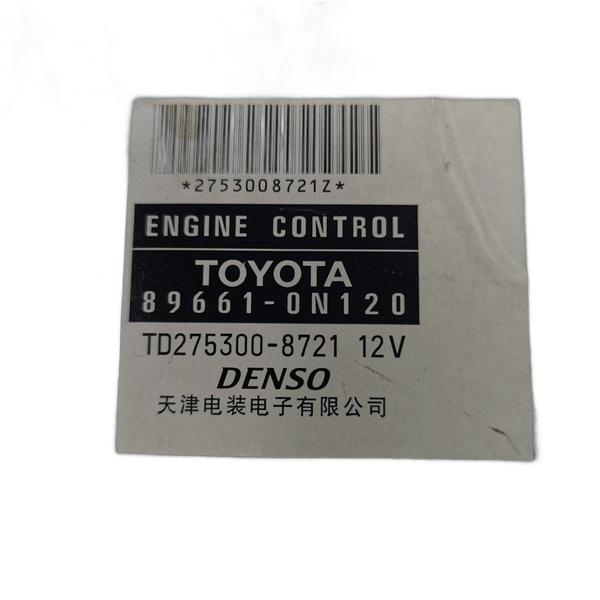 *2753008721Z*
ENGINE CONTROL
TOYOTA
89661-0N120
TD275300-8721 12V
DENSO
天津电装电子有限公司